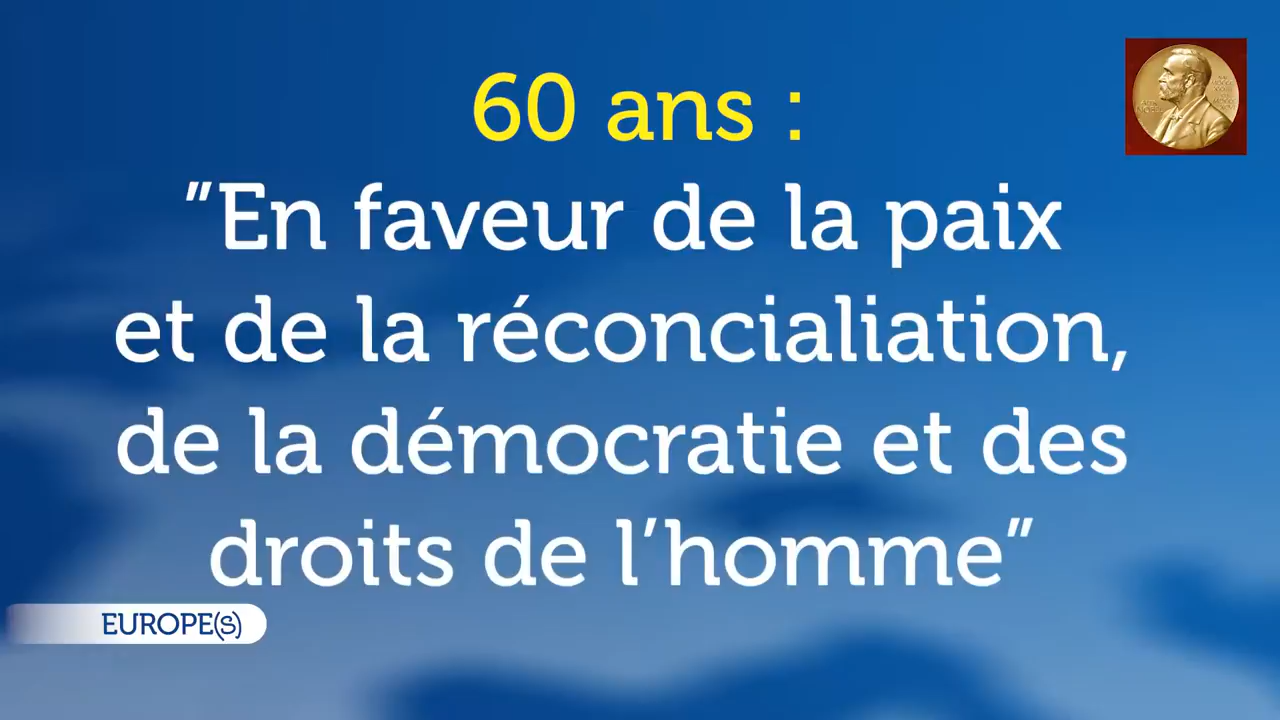 60 ans :
"En faveur de la paix
et de la réconcialiation,
de la démocratie et des
droits de l'homme"
EUROPE(S)